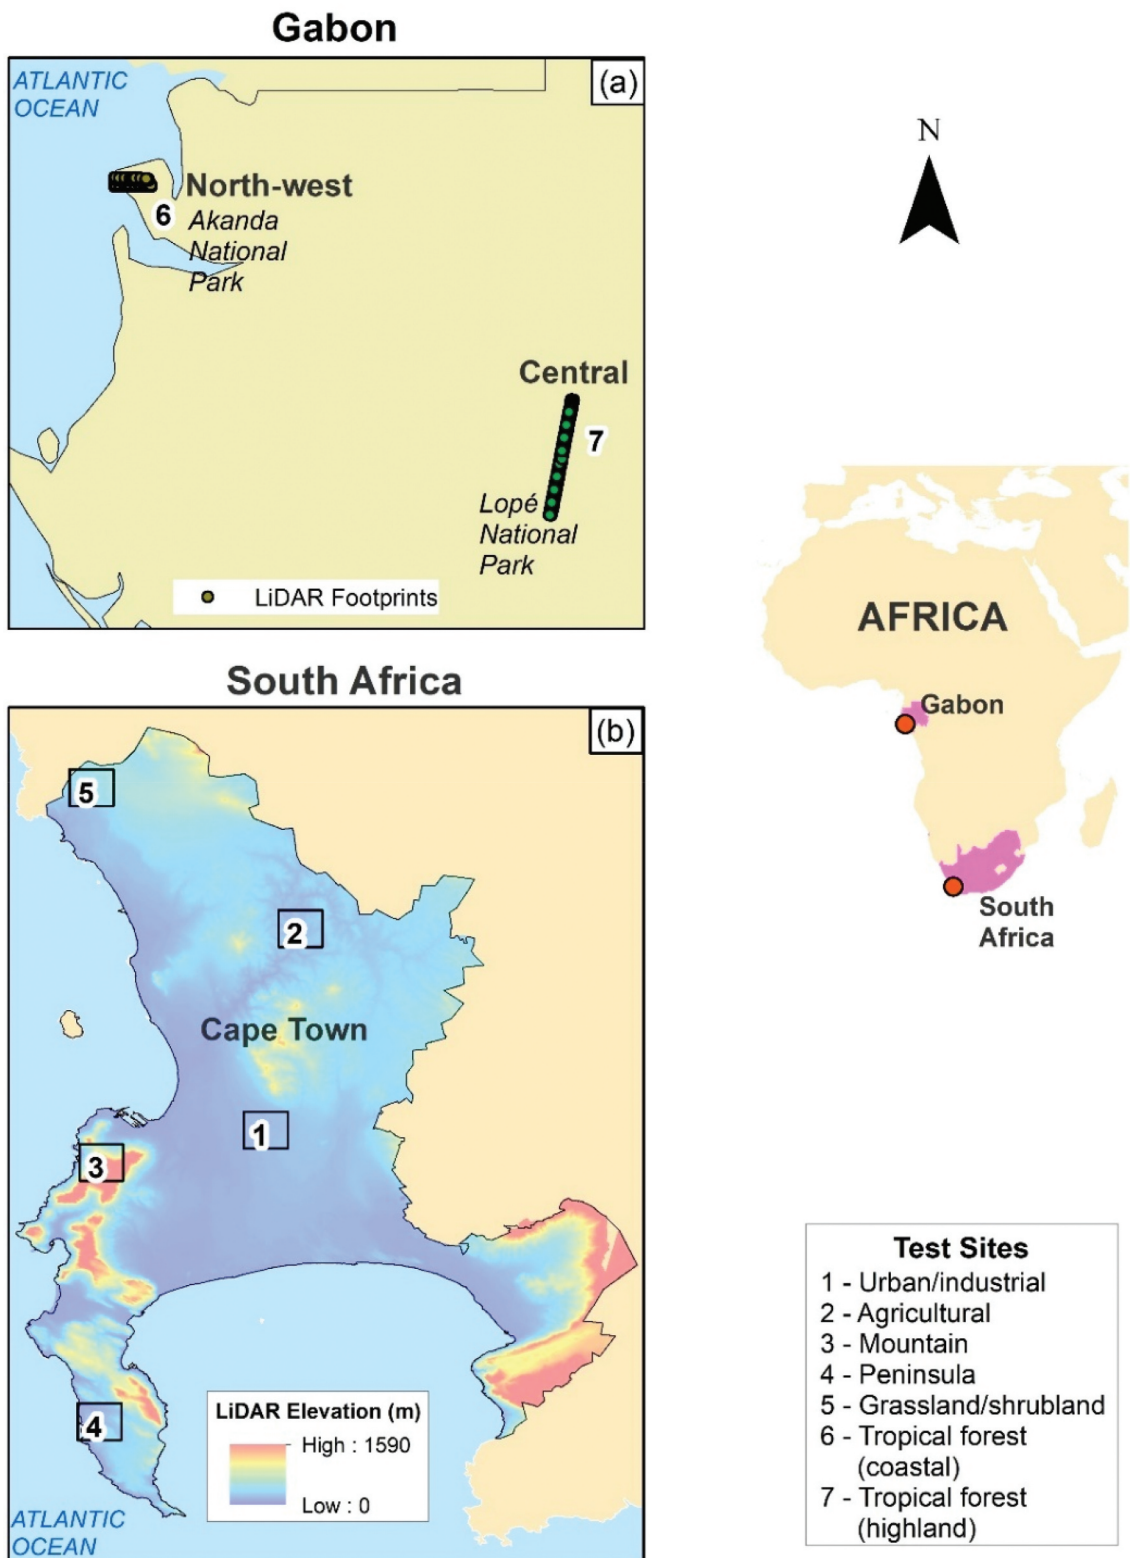 Gabon
ATLANTIC
OCEAN
(a)
North-west
6
Akanda
National
Park
Central
7
Lopé
National
Park
LiDAR Footprints
N
AFRICA
Gabon
South
Africa
South Africa
(b)
5
2
Cape Town
1
3
4
LiDAR Elevation (m)
High : 1590
Low : 0
ATLANTIC
OCEAN
Test Sites
1 - Urban/industrial
2 - Agricultural
3 - Mountain
4 - Peninsula
5 - Grassland/shrubland
6 - Tropical forest
(coastal)
7 - Tropical forest
(highland)